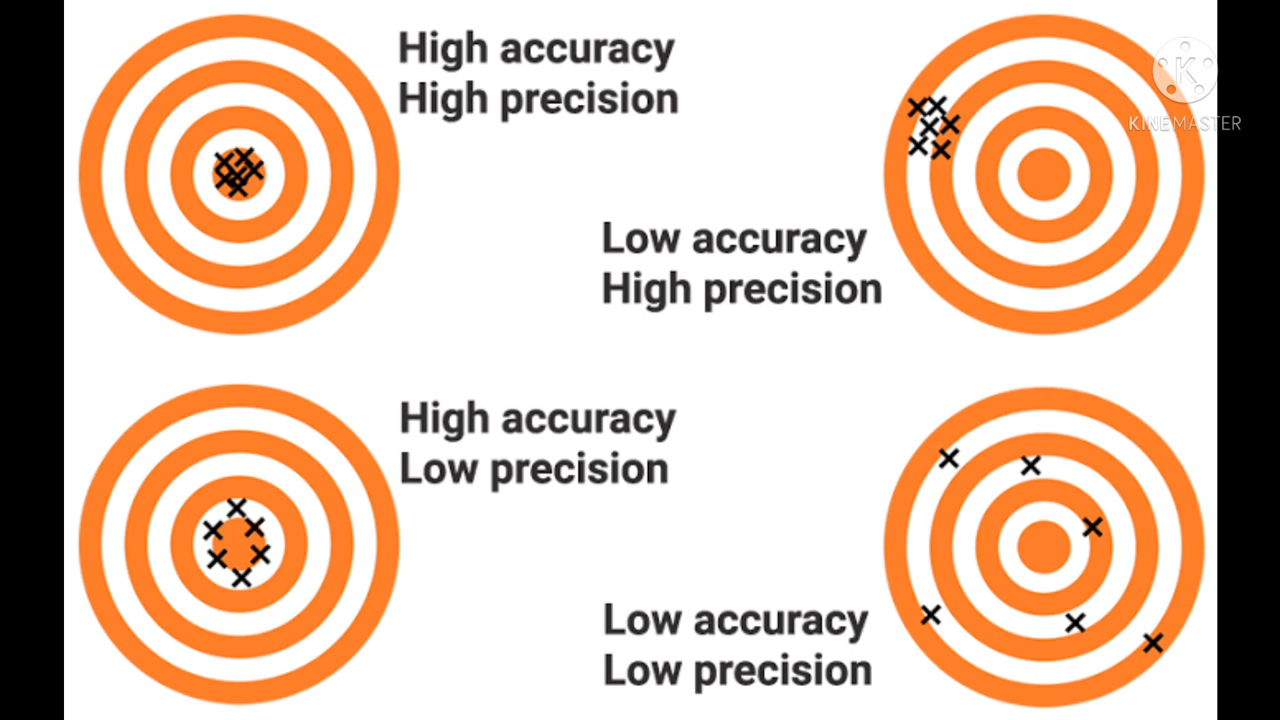 High accuracy
High precision
K
KINEMASTER
Low accuracy
High precision
High accuracy
Low precision
Low accuracy
Low precision